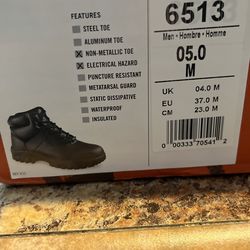 FEATURES
STEEL TOE
ALUMINUM TOE
NON-METALLIC TOE
ELECTRICAL HAZARD
PUNCTURE RESISTANT
METATARSAL GUARD
STATIC DISSIPATIVE
WATERPROOF
INSULATED
6513
Men - Hombre - Homme
05.0
M
UK 04.0 M
EU 37.0 M
CM 23.0 M
00333 70541 2